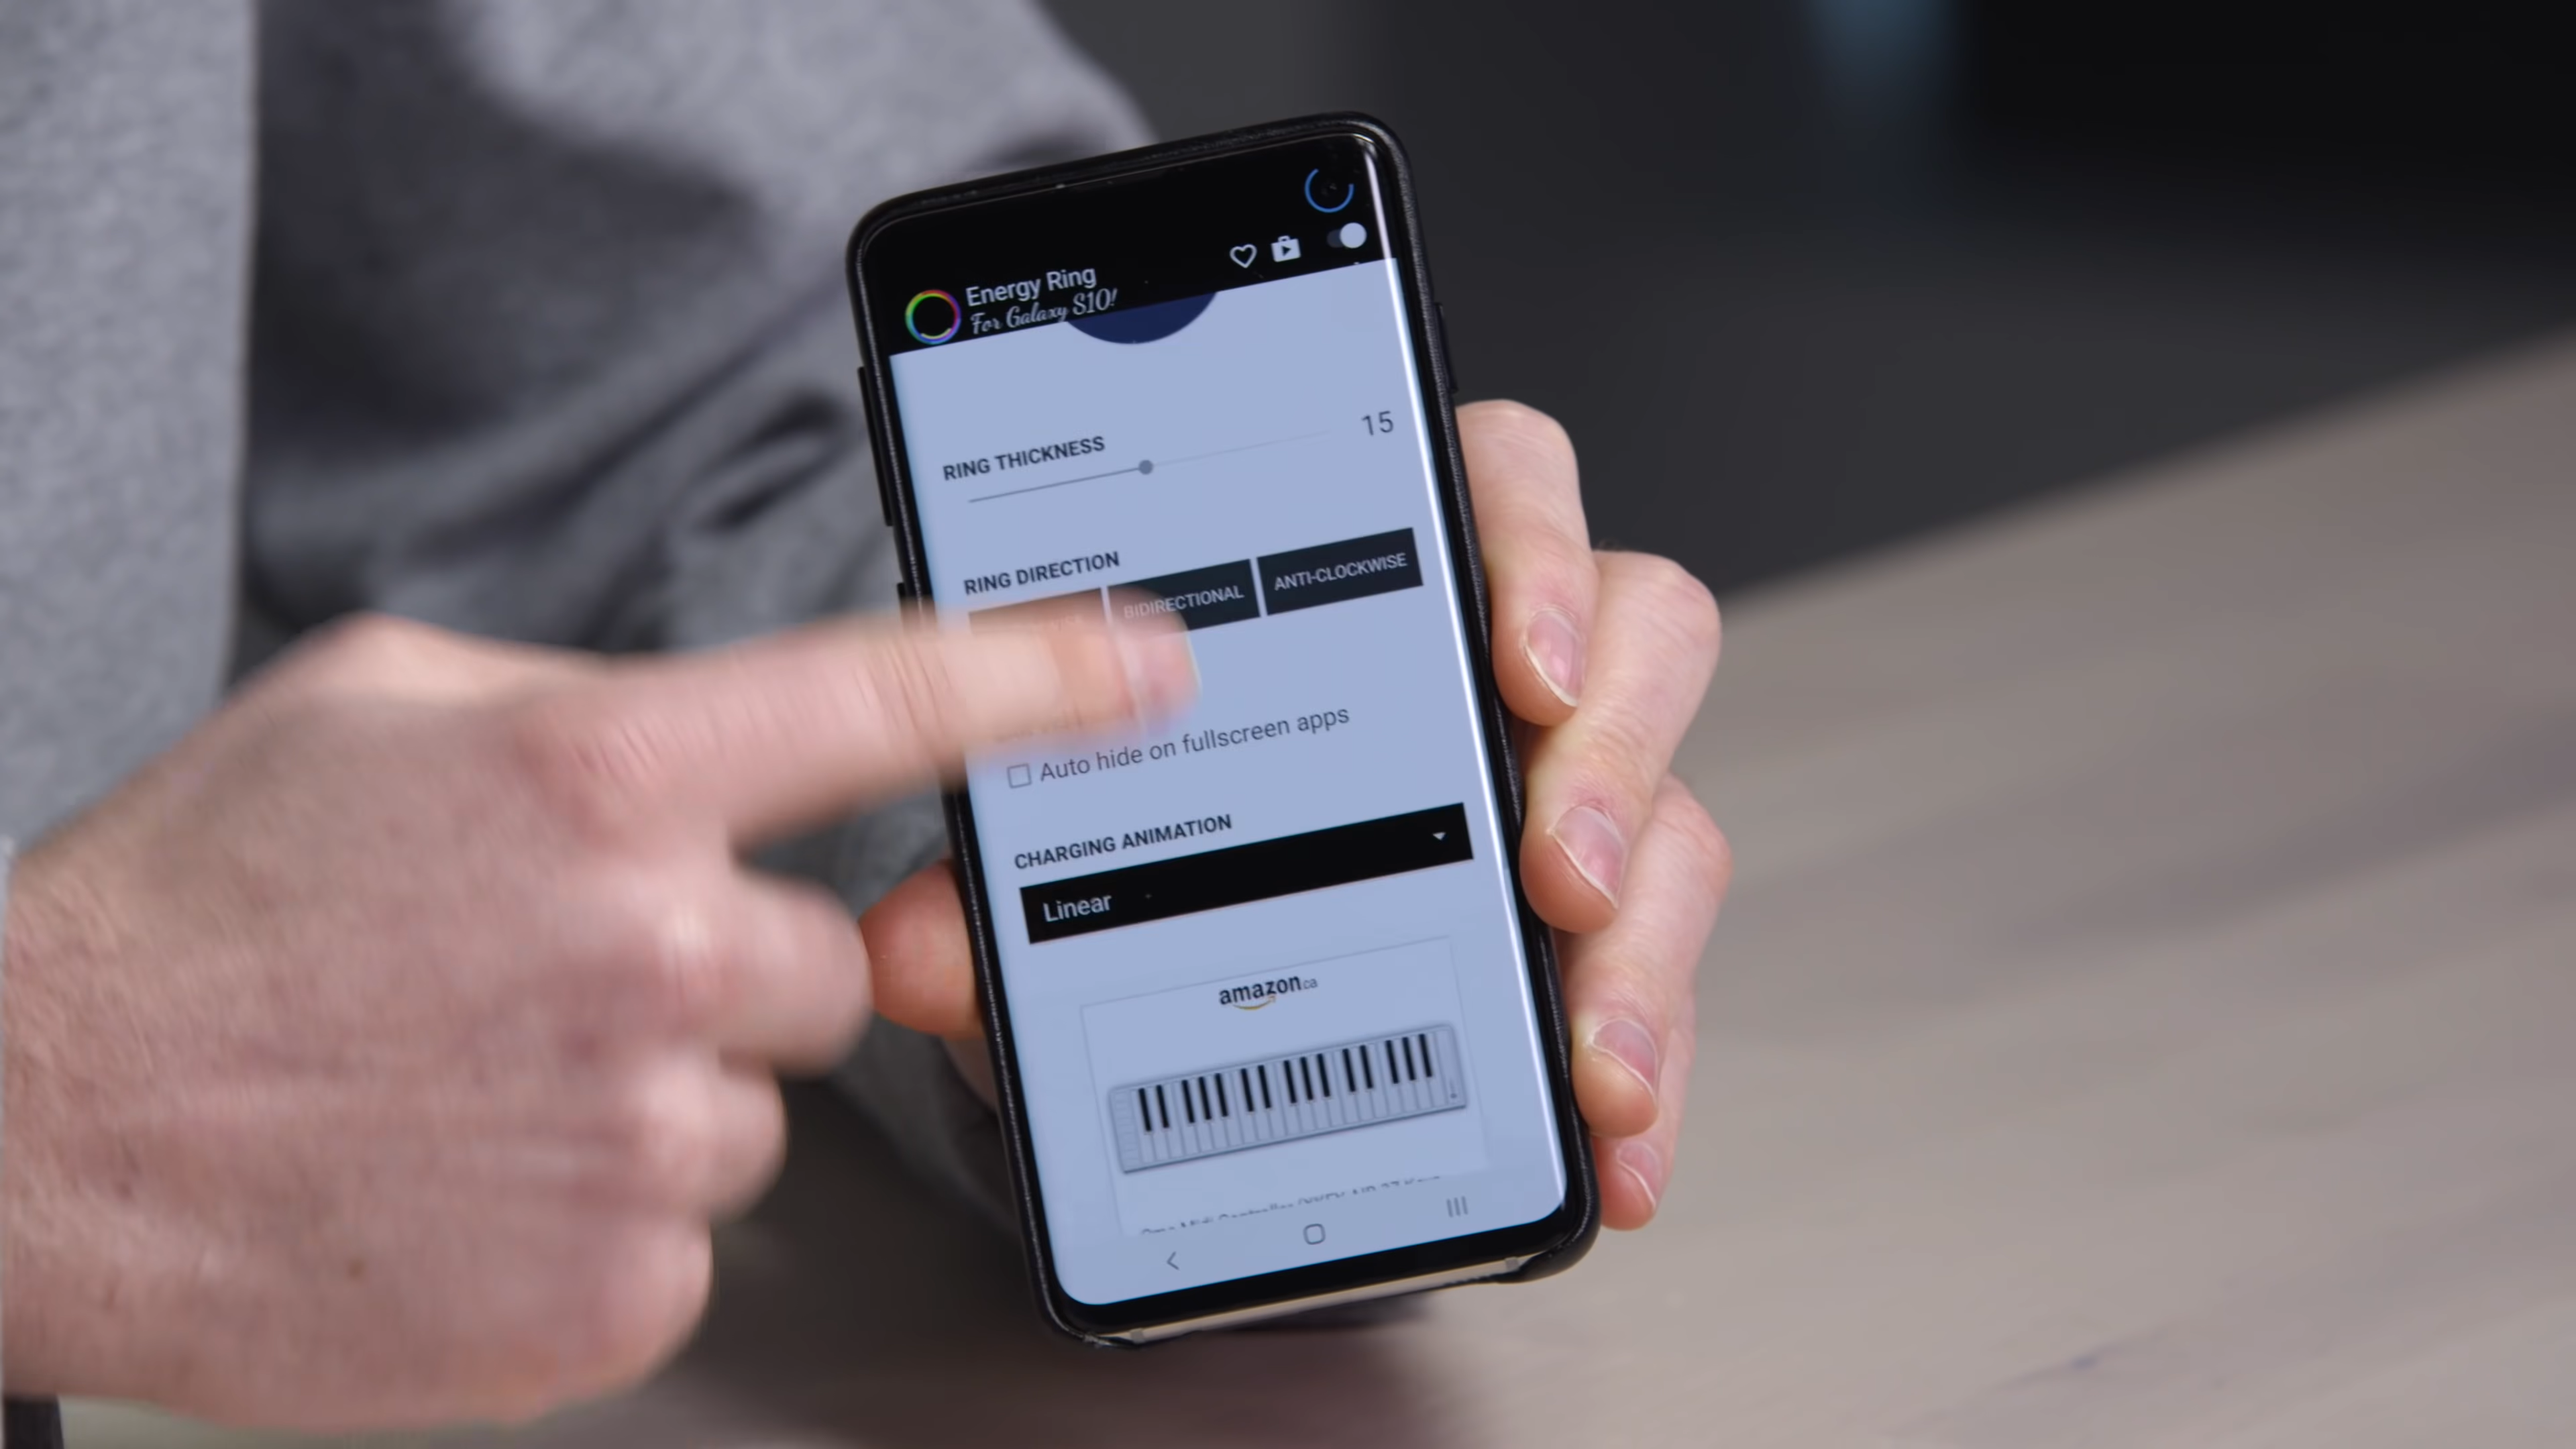 Energy Ring
For Galaxy S10!
RING THICKNESS
15
RING DIRECTION
BIDIRECTIONAL
ANTI-CLOCKWISE
Auto hide on fullscreen apps
CHARGING ANIMATION
Linear
amazon.ca